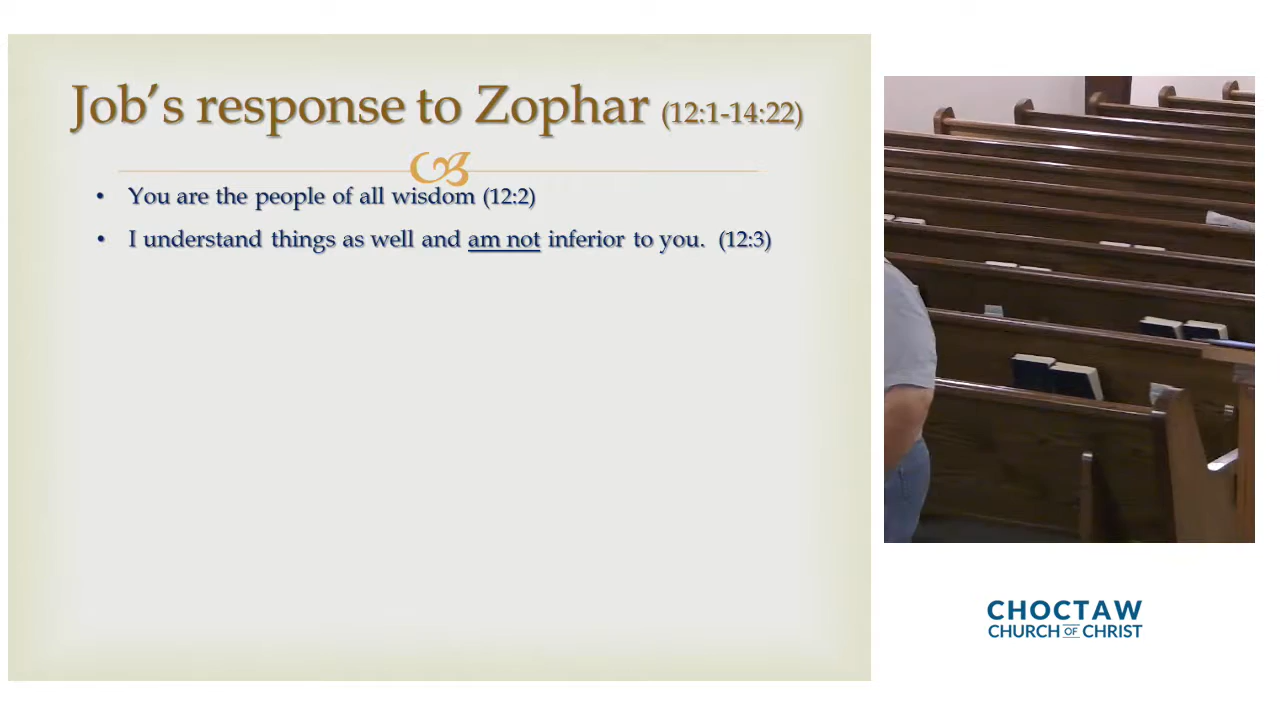 Job's response to Zophar (12:1-14:22)
• You are the people of all wisdom (12:2)
• I understand things as well and am not inferior to you. (12:3)
CHOCTAW
CHURCH OF CHRIST